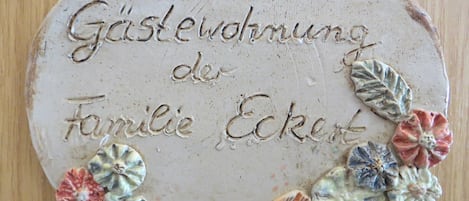 Gästewohnung
der
Familie Eckert